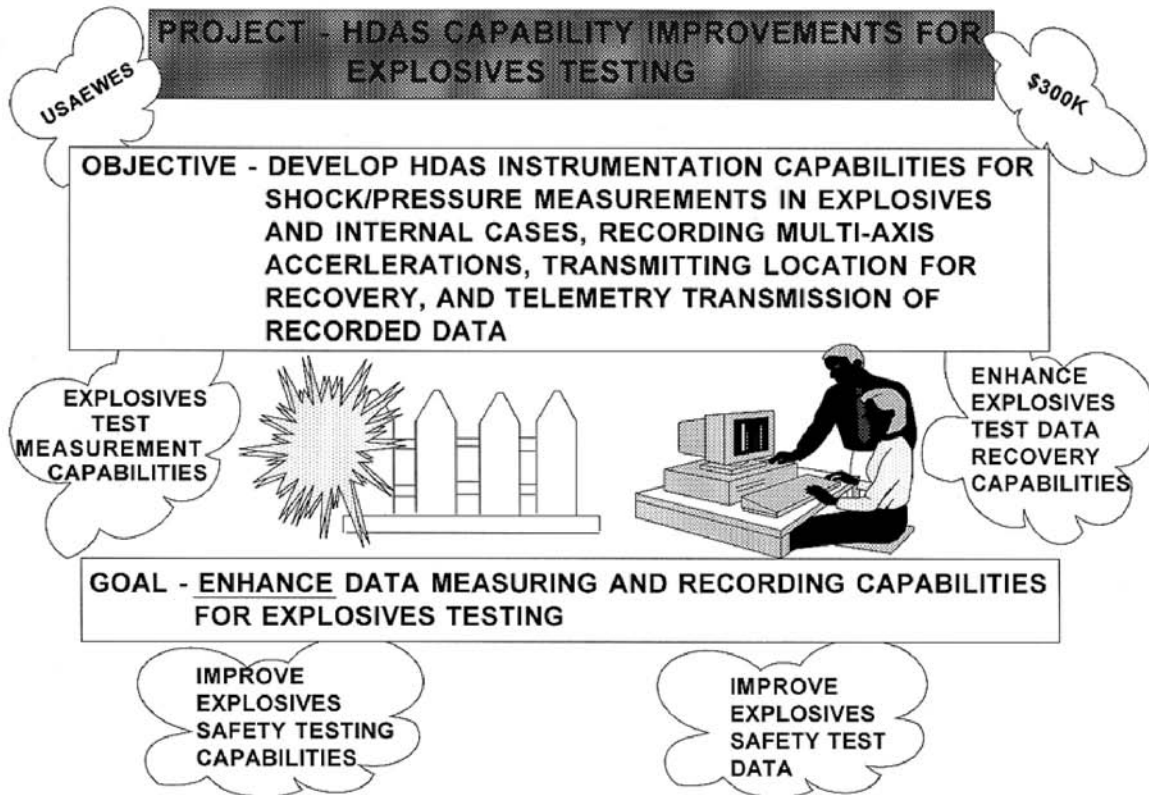 PROJECT - HDAS CAPABILITY IMPROVEMENTS FOR
EXPLOSIVES TESTING
USAEWES
$300K
OBJECTIVE - DEVELOP HDAS INSTRUMENTATION CAPABILITIES FOR
SHOCK/PRESSURE MEASUREMENTS IN EXPLOSIVES
AND INTERNAL CASES, RECORDING MULTI-AXIS
ACCERLERATIONS, TRANSMITTING LOCATION FOR
RECOVERY, AND TELEMETRY TRANSMISSION OF
RECORDED DATA
EXPLOSIVES
TEST
MEASUREMENT
CAPABILITIES
ENHANCE
EXPLOSIVES
TEST DATA
RECOVERY
CAPABILITIES
GOAL - ENHANCE DATA MEASURING AND RECORDING CAPABILITIES
FOR EXPLOSIVES TESTING
IMPROVE
EXPLOSIVES
SAFETY TESTING
CAPABILITIES
IMPROVE
EXPLOSIVES
SAFETY TEST
DATA